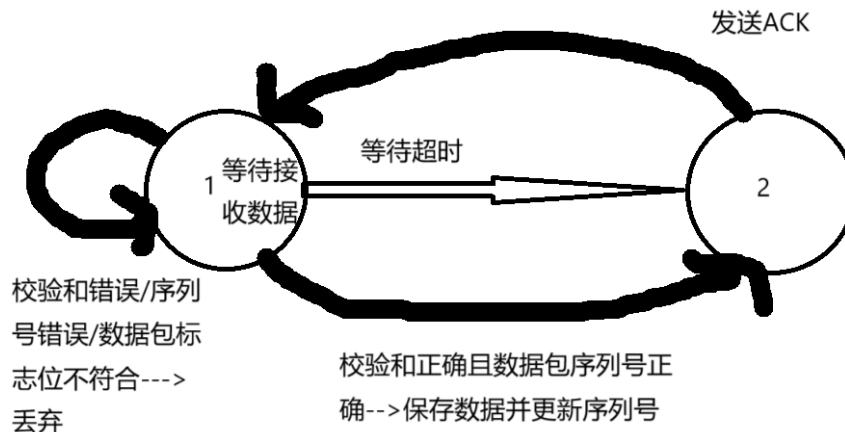 发送ACK
等待超时
1
等待接
收数据
2
校验和错误/序列
号错误/数据包标
志位不符合--->
丢弃
校验和正确且数据包序列号正
确-->保存数据并更新序列号